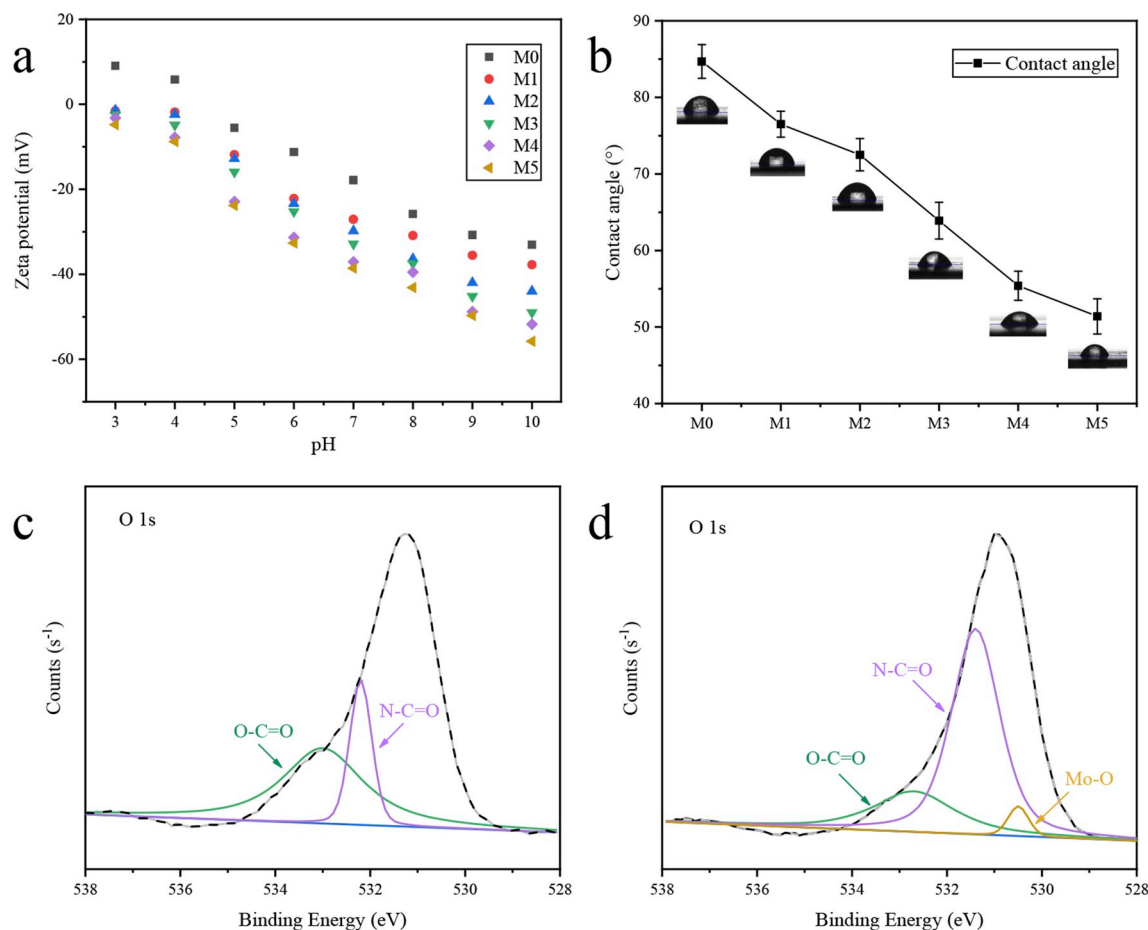 a
20
0
-20
-40
-60
Zeta potential (mV)
3 4 5 6 7 8 9 10
pH
M0
M1
M2
M3
M4
M5
b
90
80
70
60
50
40
Contact angle (°)
M0 M1 M2 M3 M4 M5
Contact angle
c
O 1s
O-C=O
N-C=O
Counts (s⁻¹)
538 536 534 532 530 528
Binding Energy (eV)
d
O 1s
N-C=O
O-C=O
Mo-O
Counts (s⁻¹)
538 536 534 532 530 528
Binding Energy (eV)